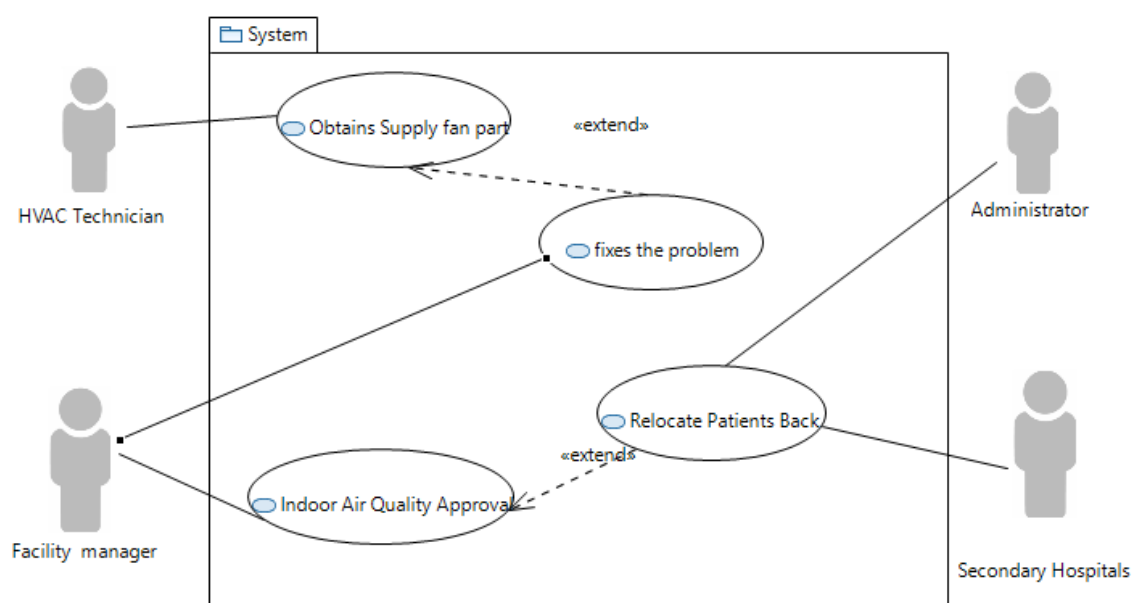 System
Obtains Supply fan part
«extend»
HVAC Technician
Administrator
fixes the problem
Relocate Patients Back
«extend»
Indoor Air Quality Approval
Facility manager
Secondary Hospitals